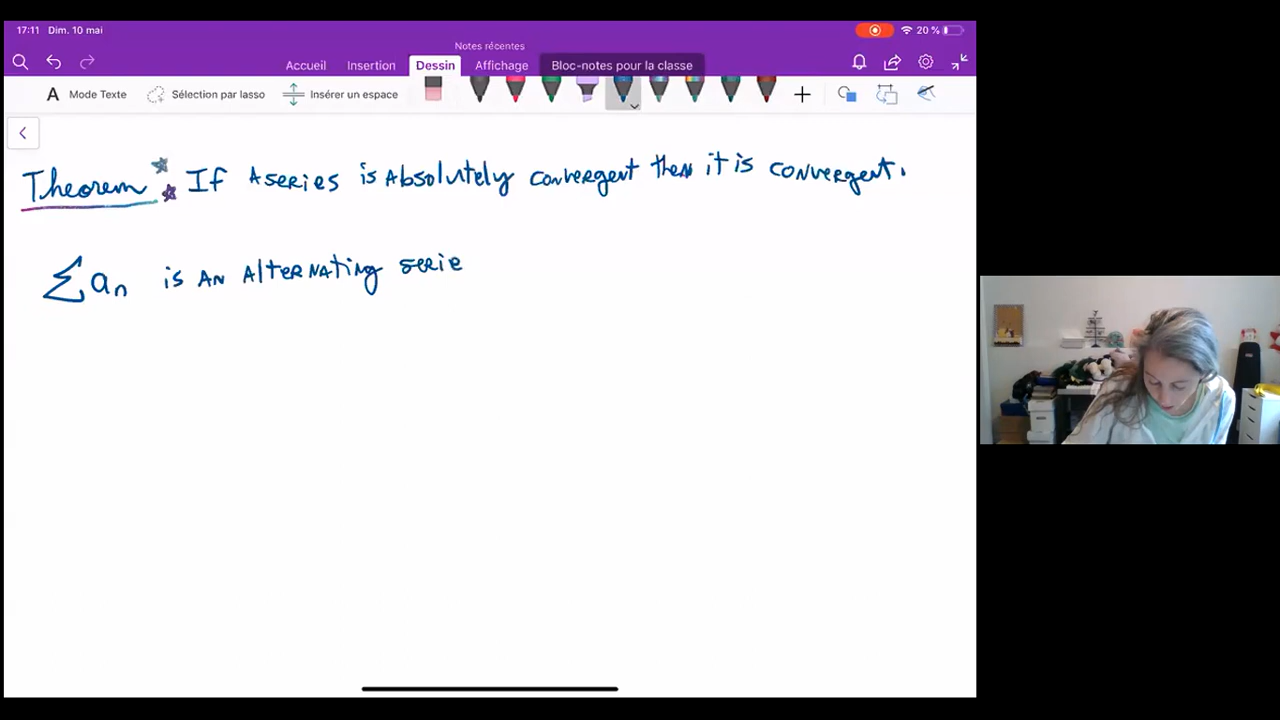 17:11 Dim. 10 mai
20 %
Notes récentes
Accueil Insertion Dessin Affichage Bloc-notes pour la classe
A Mode Texte Sélection par lasso Insérer un espace
Theorem If A series is Absolutely convergent then it is convergent.
∑ an is An Alternating serie